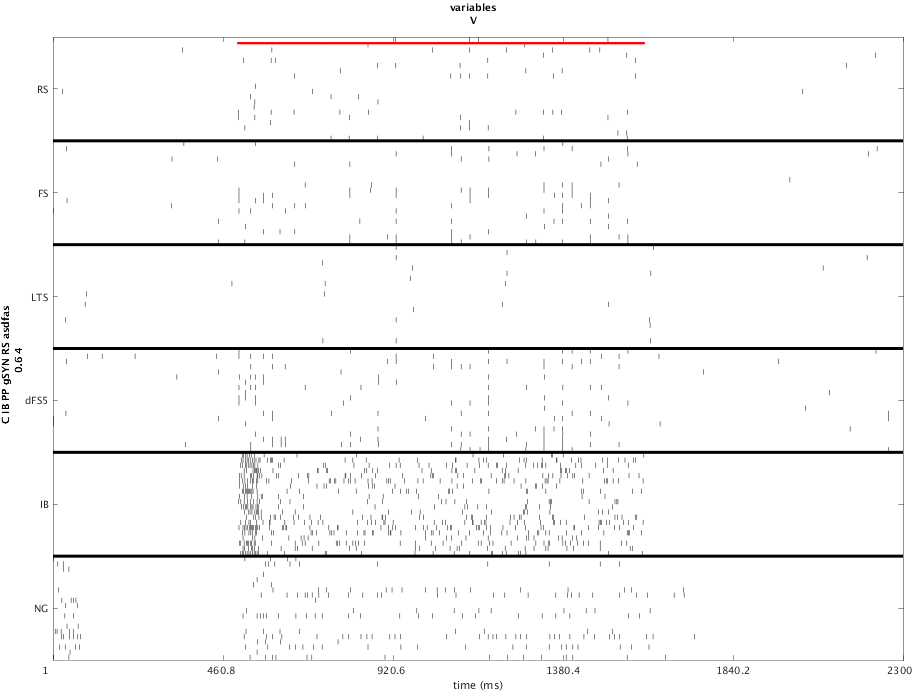 variables
V
RS
FS
LTS
dFS5
IB
NG
C IB PP gSYN RS asdfas
0.6 4
1 460.8 920.6 1380.4 1840.2 2300
time (ms)